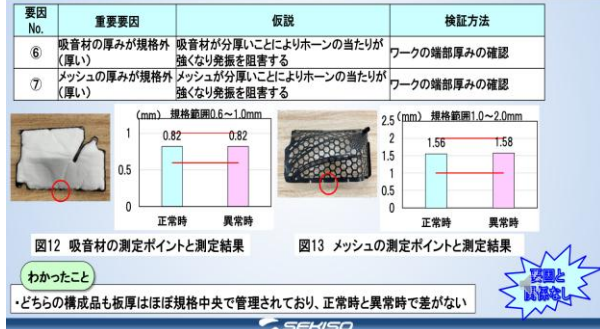 要因 重要要因 仮説 検証方法
No.
⑥ 吸音材の厚みが規格外 吸音材が分厚いことによりホーンの当たりが ワークの端部厚みの確認
(厚い) 強くなり発振を阻害する
⑦ メッシュの厚みが規格外 メッシュが分厚いことによりホーンの当たりが ワークの端部厚みの確認
(厚い) 強くなり発振を阻害する
(mm) 規格範囲0.6~1.0mm
1
0.82 0.82
0.5
0
正常時 異常時
図12 吸音材の測定ポイントと測定結果
(mm) 規格範囲1.0~2.0mm
2.5
2
1.56 1.58
1.5
1
0.5
0
正常時 異常時
図13 メッシュの測定ポイントと測定結果
わかったこと
・どちらの構成品も板厚はほぼ規格中央で管理されており、正常時と異常時で差がない
要因と
関係なし
SEKISO